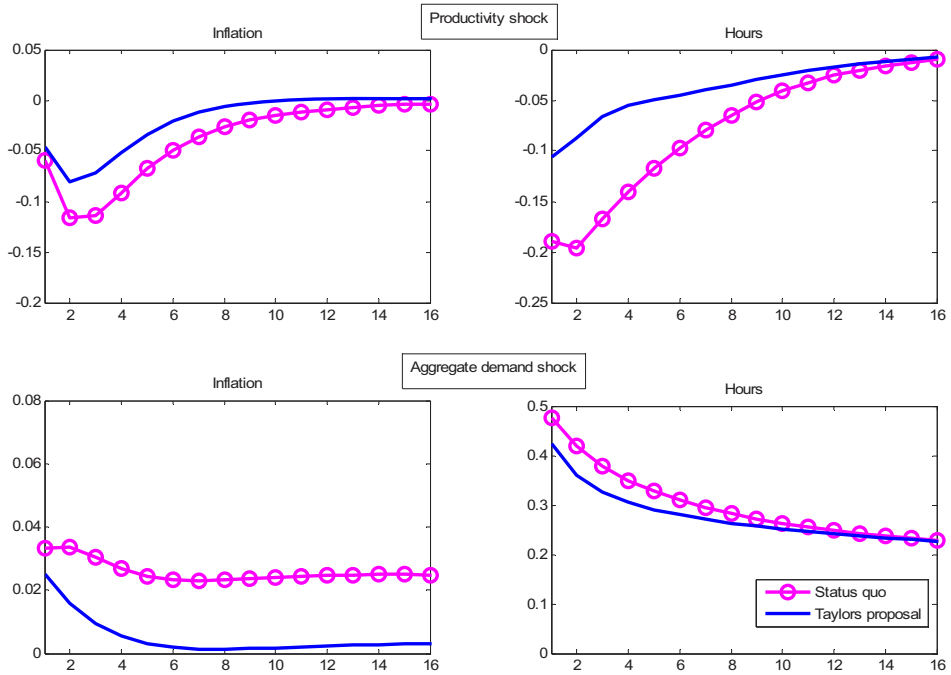 Productivity shock
Inflation
Hours
0.05
0
-0.05
-0.1
-0.15
-0.2
2 4 6 8 10 12 14 16
0
-0.05
-0.1
-0.15
-0.2
-0.25
2 4 6 8 10 12 14 16
Aggregate demand shock
Inflation
Hours
0.08
0.06
0.04
0.02
0
2 4 6 8 10 12 14 16
0.5
0.4
0.3
0.2
0.1
0
2 4 6 8 10 12 14 16
Status quo
Taylors proposal